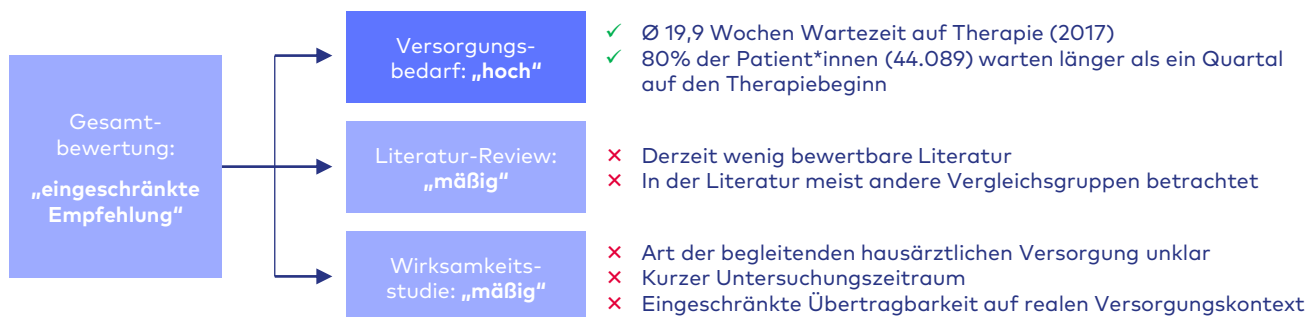 Gesamt-
bewertung:
„eingeschränkte
Empfehlung“
Versorgungs-
bedarf: „hoch“
✓ Ø 19,9 Wochen Wartezeit auf Therapie (2017)
✓ 80% der Patient*innen (44.089) warten länger als ein Quartal
auf den Therapiebeginn
Literatur-Review:
„mäßig“
× Derzeit wenig bewertbare Literatur
× In der Literatur meist andere Vergleichsgruppen betrachtet
Wirksamkeits-
studie: „mäßig“
× Art der begleitenden hausärztlichen Versorgung unklar
× Kurzer Untersuchungszeitraum
× Eingeschränkte Übertragbarkeit auf realen Versorgungskontext